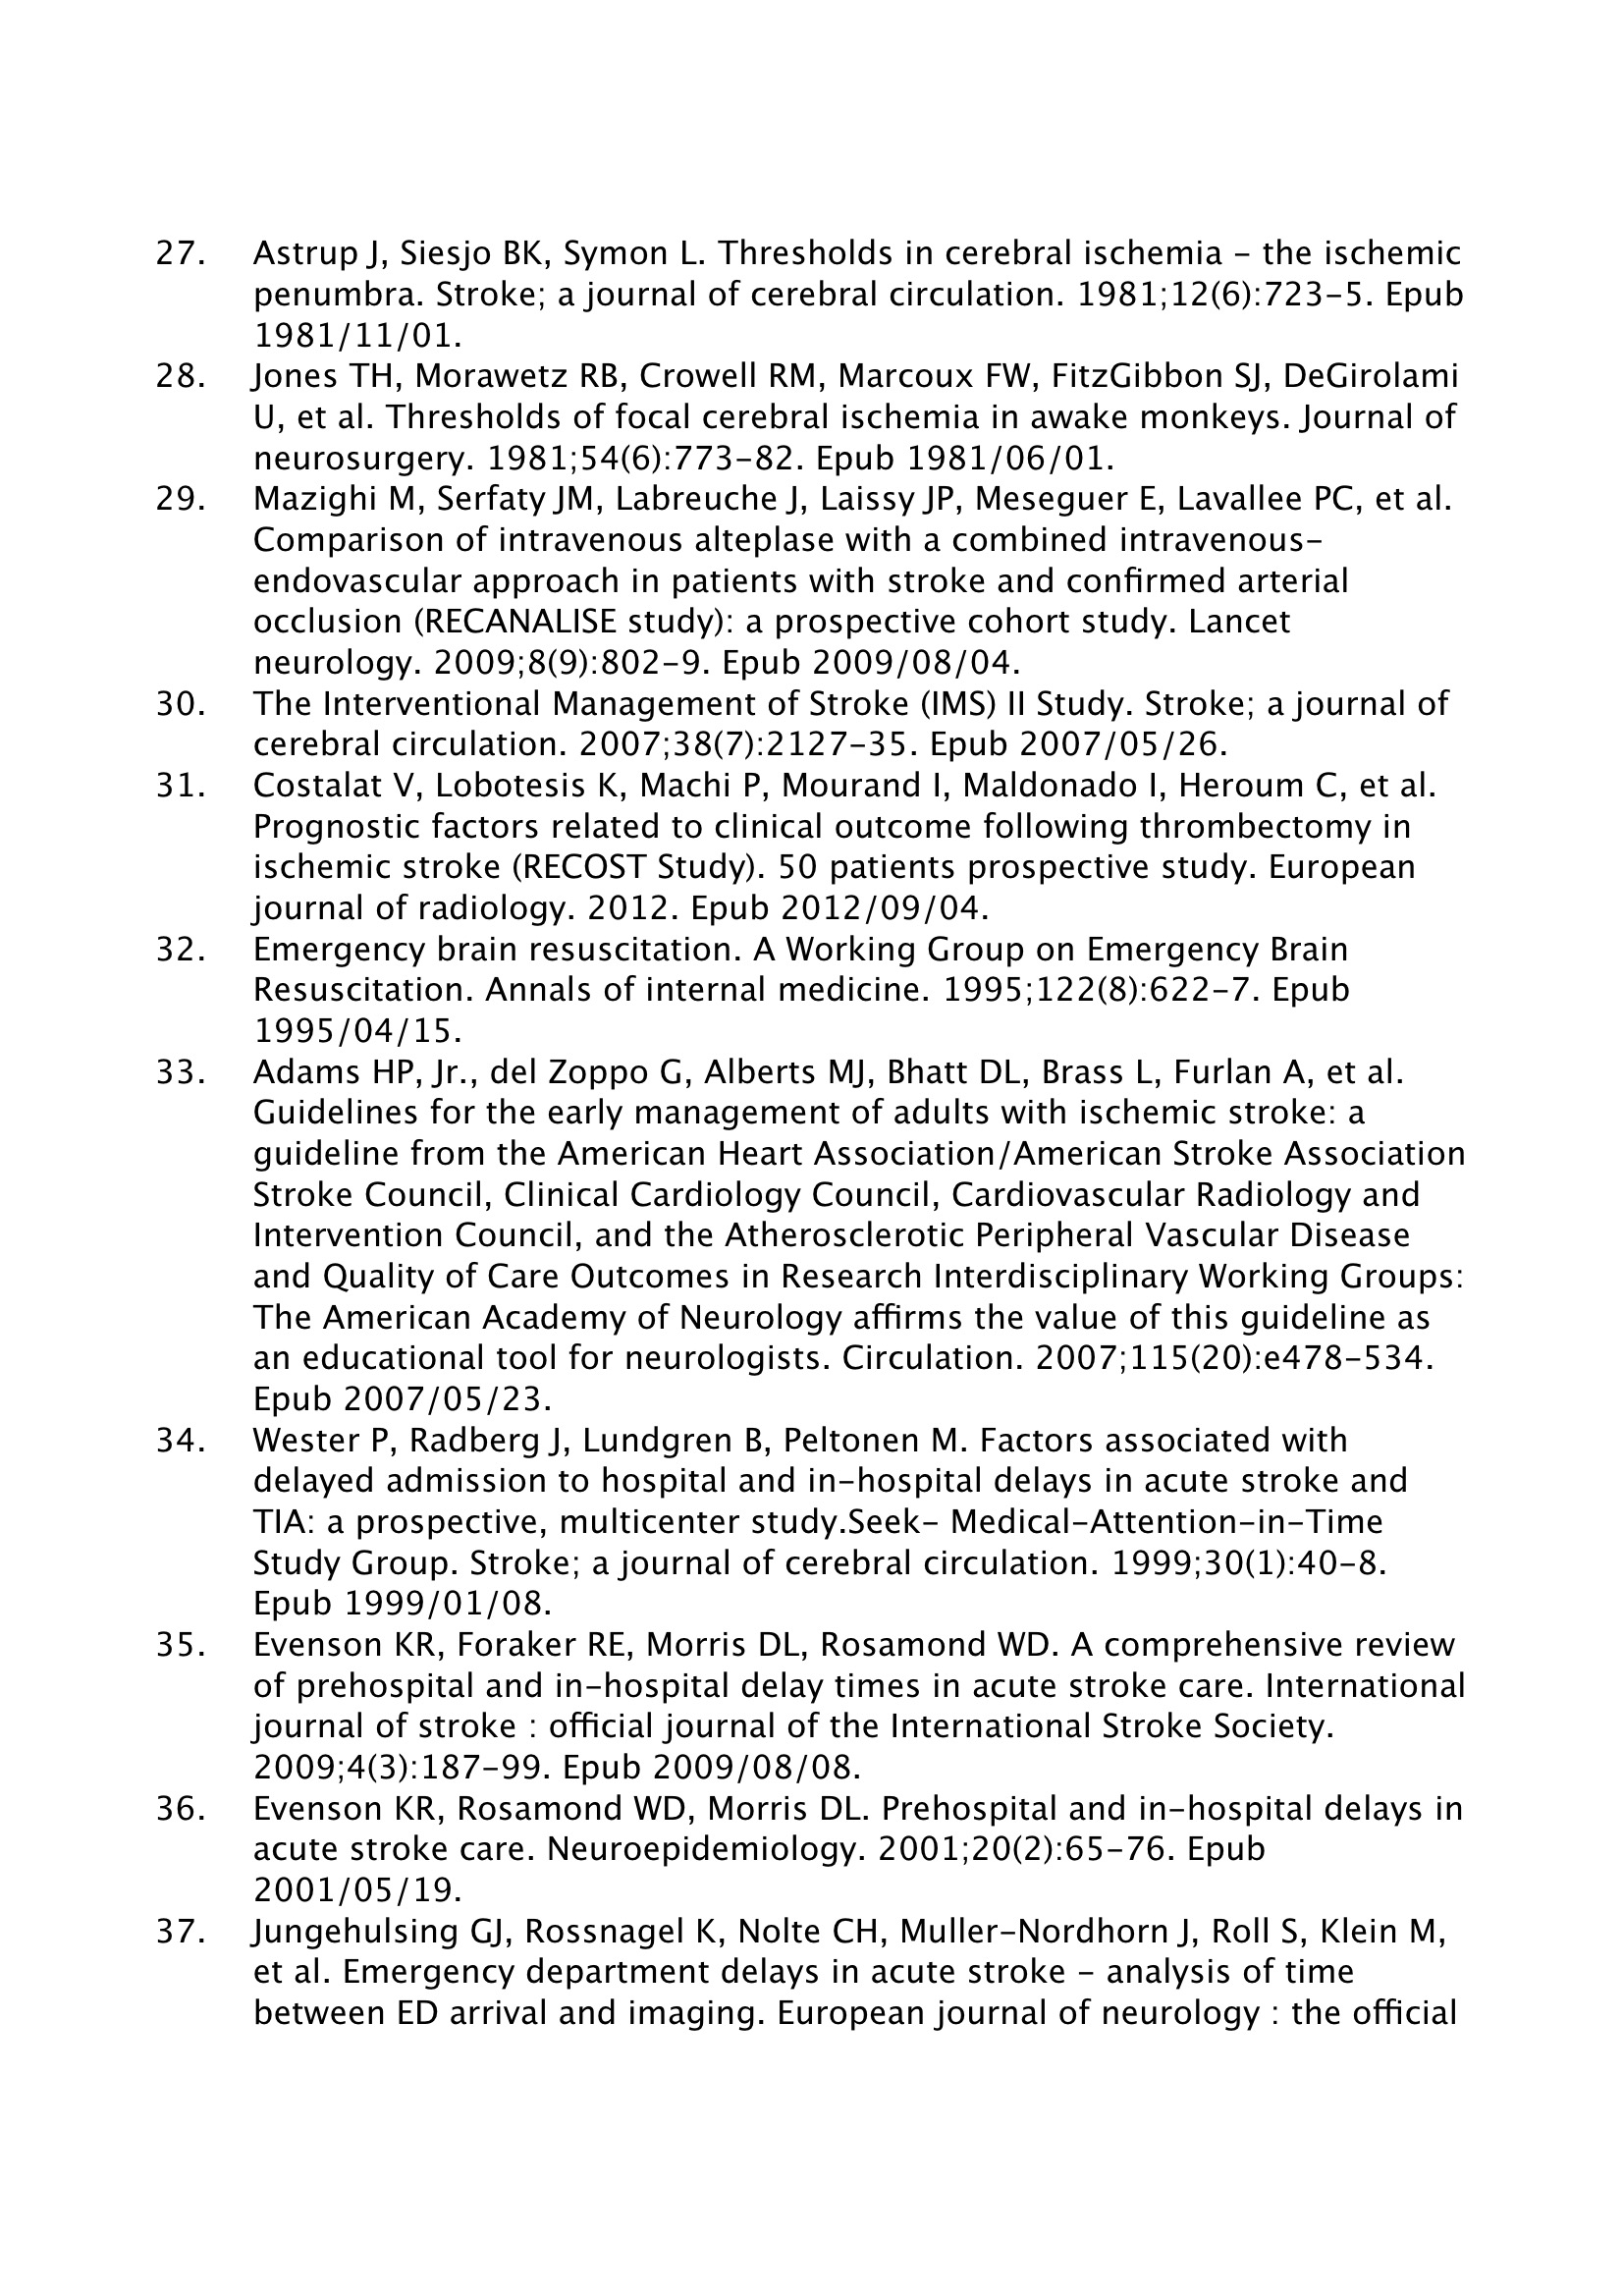 27. Astrup J, Siesjo BK, Symon L. Thresholds in cerebral ischemia - the ischemic
penumbra. Stroke; a journal of cerebral circulation. 1981;12(6):723-5. Epub
1981/11/01.
28. Jones TH, Morawetz RB, Crowell RM, Marcoux FW, FitzGibbon SJ, DeGirolami
U, et al. Thresholds of focal cerebral ischemia in awake monkeys. Journal of
neurosurgery. 1981;54(6):773-82. Epub 1981/06/01.
29. Mazighi M, Serfaty JM, Labreuche J, Laissy JP, Meseguer E, Lavallee PC, et al.
Comparison of intravenous alteplase with a combined intravenous-
endovascular approach in patients with stroke and confirmed arterial
occlusion (RECANALISE study): a prospective cohort study. Lancet
neurology. 2009;8(9):802-9. Epub 2009/08/04.
30. The Interventional Management of Stroke (IMS) II Study. Stroke; a journal of
cerebral circulation. 2007;38(7):2127-35. Epub 2007/05/26.
31. Costalat V, Lobotesis K, Machi P, Mourand I, Maldonado I, Heroum C, et al.
Prognostic factors related to clinical outcome following thrombectomy in
ischemic stroke (RECOST Study). 50 patients prospective study. European
journal of radiology. 2012. Epub 2012/09/04.
32. Emergency brain resuscitation. A Working Group on Emergency Brain
Resuscitation. Annals of internal medicine. 1995;122(8):622-7. Epub
1995/04/15.
33. Adams HP, Jr., del Zoppo G, Alberts MJ, Bhatt DL, Brass L, Furlan A, et al.
Guidelines for the early management of adults with ischemic stroke: a
guideline from the American Heart Association/American Stroke Association
Stroke Council, Clinical Cardiology Council, Cardiovascular Radiology and
Intervention Council, and the Atherosclerotic Peripheral Vascular Disease
and Quality of Care Outcomes in Research Interdisciplinary Working Groups:
The American Academy of Neurology affirms the value of this guideline as
an educational tool for neurologists. Circulation. 2007;115(20):e478-534.
Epub 2007/05/23.
34. Wester P, Radberg J, Lundgren B, Peltonen M. Factors associated with
delayed admission to hospital and in-hospital delays in acute stroke and
TIA: a prospective, multicenter study.Seek- Medical-Attention-in-Time
Study Group. Stroke; a journal of cerebral circulation. 1999;30(1):40-8.
Epub 1999/01/08.
35. Evenson KR, Foraker RE, Morris DL, Rosamond WD. A comprehensive review
of prehospital and in-hospital delay times in acute stroke care. International
journal of stroke : official journal of the International Stroke Society.
2009;4(3):187-99. Epub 2009/08/08.
36. Evenson KR, Rosamond WD, Morris DL. Prehospital and in-hospital delays in
acute stroke care. Neuroepidemiology. 2001;20(2):65-76. Epub
2001/05/19.
37. Jungehulsing GJ, Rossnagel K, Nolte CH, Muller-Nordhorn J, Roll S, Klein M,
et al. Emergency department delays in acute stroke - analysis of time
between ED arrival and imaging. European journal of neurology : the official